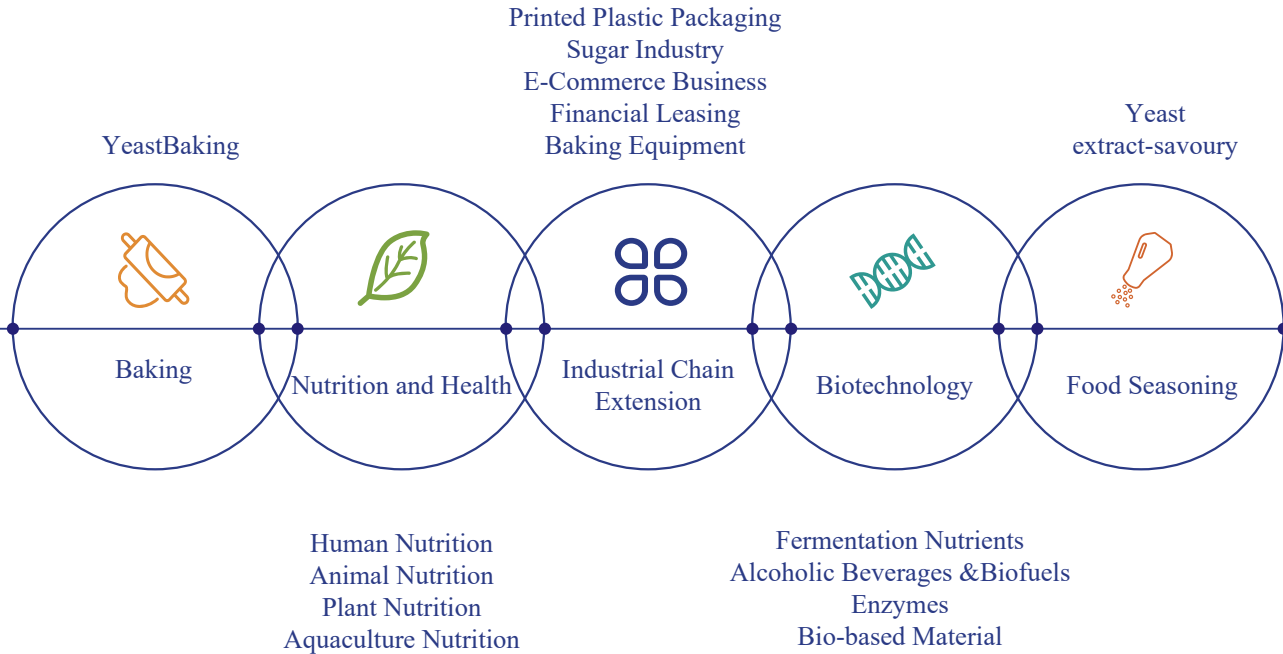 Printed Plastic Packaging
Sugar Industry
E-Commerce Business
Financial Leasing
Baking Equipment
YeastBaking
Yeast
extract-savoury
Baking
Nutrition and Health
Industrial Chain
Extension
Biotechnology
Food Seasoning
Human Nutrition
Animal Nutrition
Plant Nutrition
Aquaculture Nutrition
Fermentation Nutrients
Alcoholic Beverages &Biofuels
Enzymes
Bio-based Material